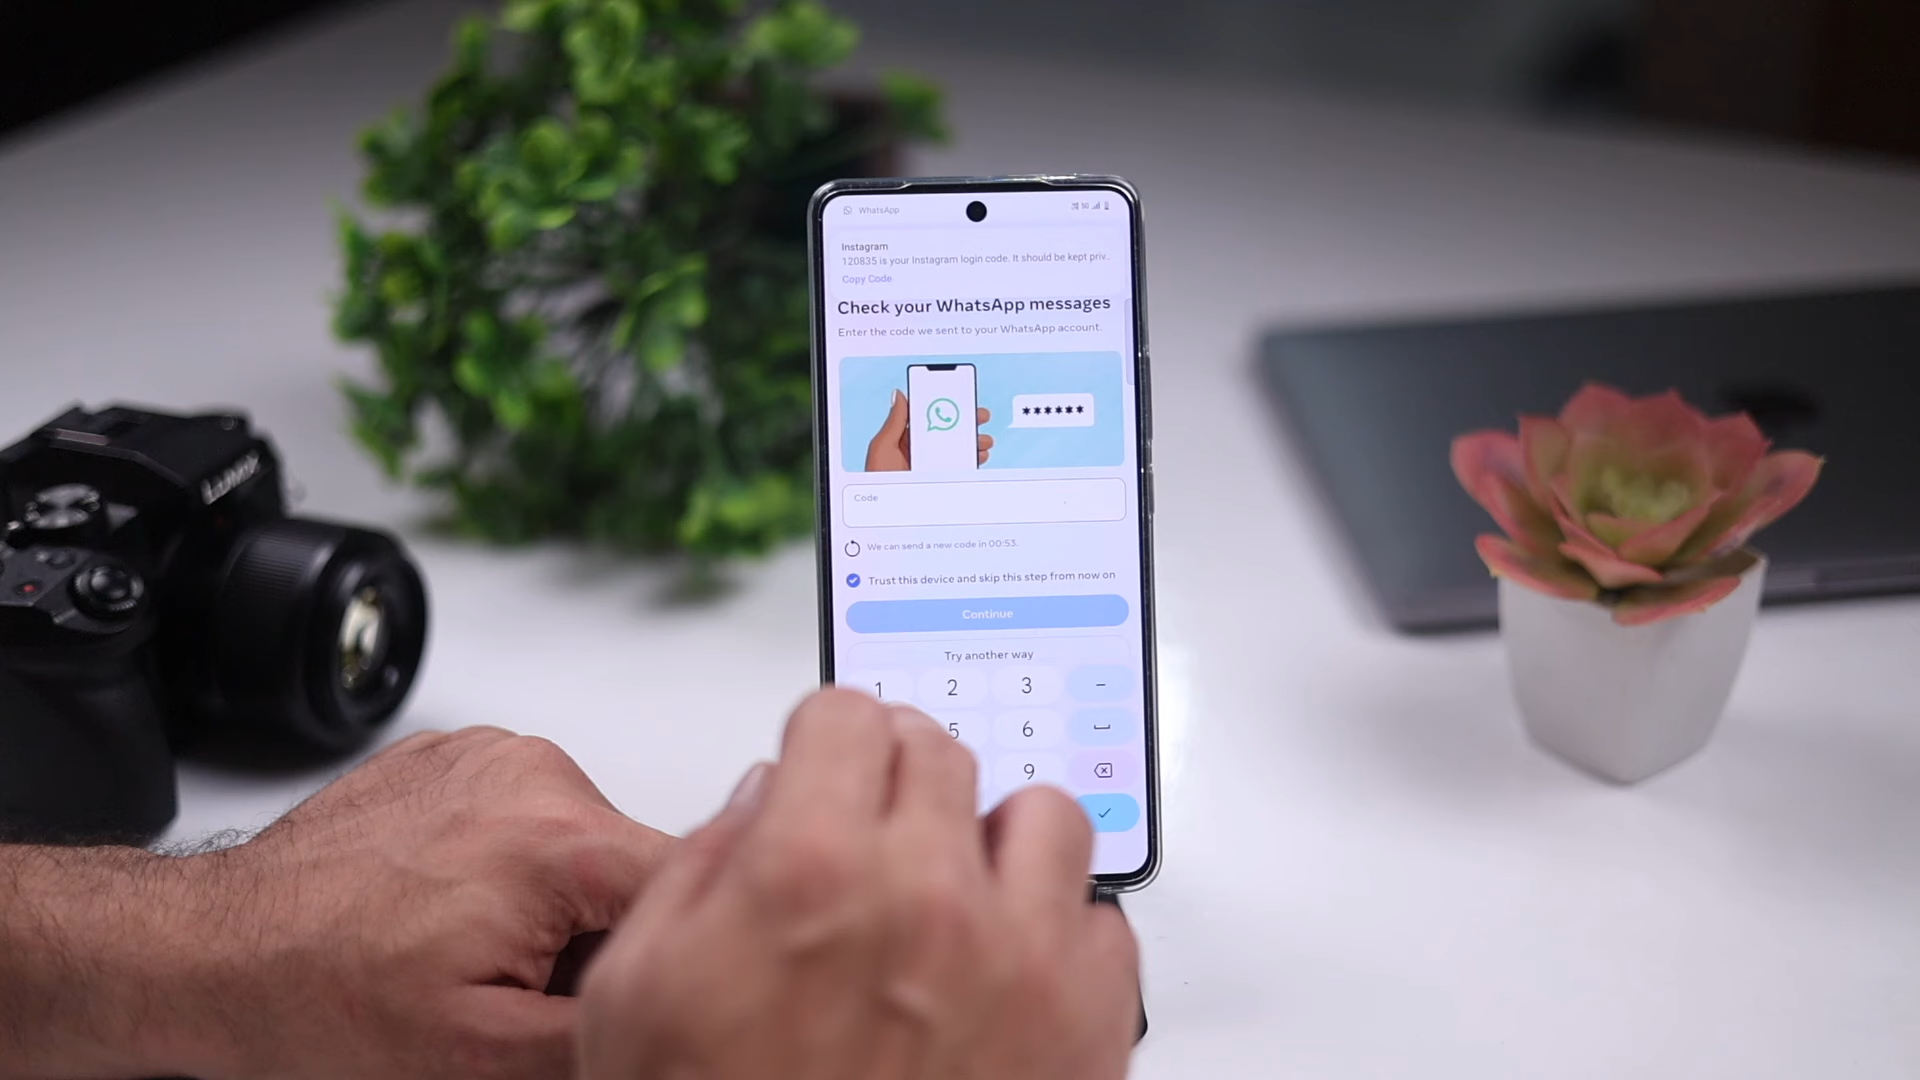 WhatsApp
5G
Instagram
120835 is your Instagram login code. It should be kept priv..
Copy Code
Check your WhatsApp messages
Enter the code we sent to your WhatsApp account.
******
Code
We can send a new code in 00:53.
Trust this device and skip this step from now on
Continue
Try another way
1 2 3 -
5 6
9
LUMIX